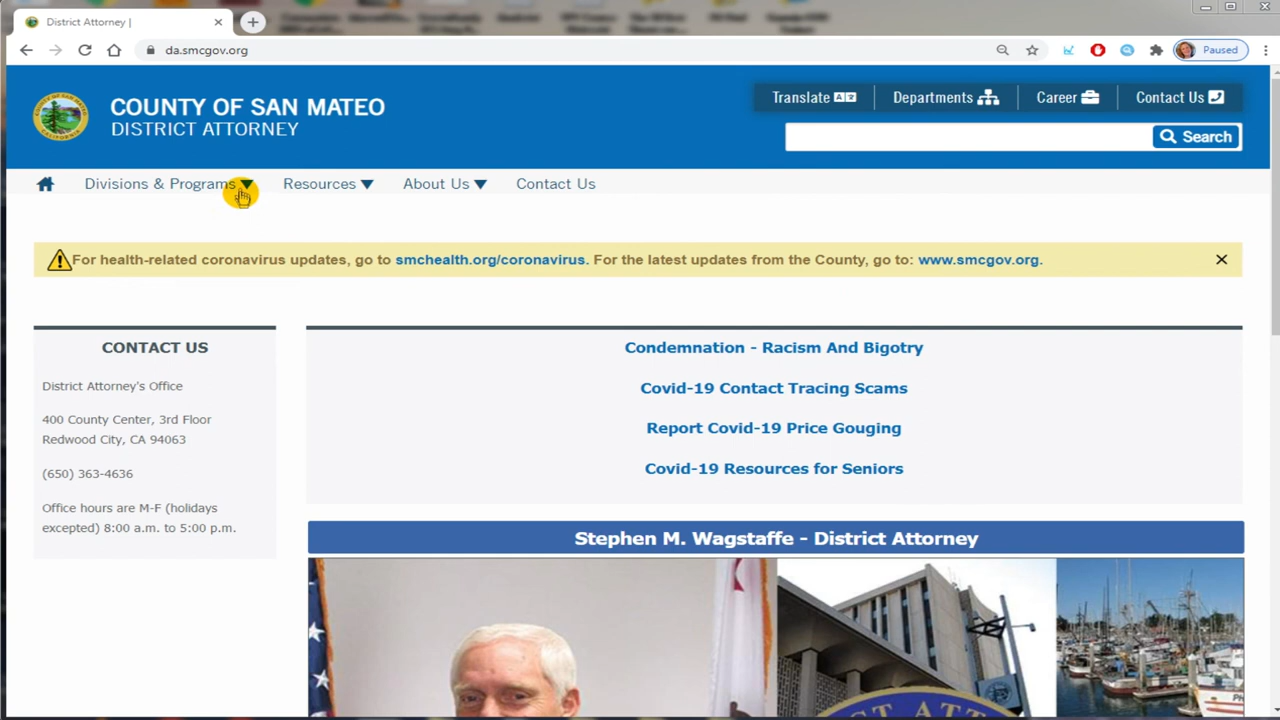 District Attorney |
da.smcgov.org
Paused
COUNTY OF SAN MATEO
DISTRICT ATTORNEY
Translate
Departments
Career
Contact Us
Search
Divisions & Programs
Resources
About Us
Contact Us
For health-related coronavirus updates, go to smchealth.org/coronavirus. For the latest updates from the County, go to: www.smcgov.org.
CONTACT US
District Attorney's Office
400 County Center, 3rd Floor
Redwood City, CA 94063
(650) 363-4636
Office hours are M-F (holidays
excepted) 8:00 a.m. to 5:00 p.m.
Condemnation - Racism And Bigotry
Covid-19 Contact Tracing Scams
Report Covid-19 Price Gouging
Covid-19 Resources for Seniors
Stephen M. Wagstaffe - District Attorney